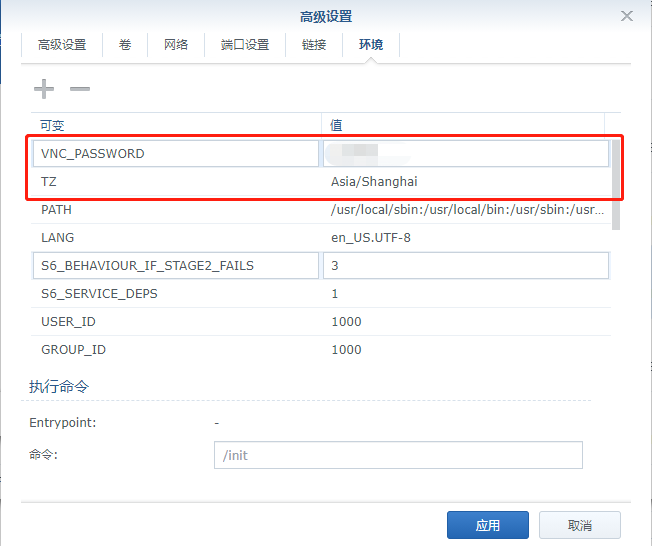 高级设置
高级设置 卷 网络 端口设置 链接 环境
可变 值
VNC_PASSWORD
TZ Asia/Shanghai
PATH /usr/local/sbin:/usr/local/bin:/usr/sbin:/usr...
LANG en_US.UTF-8
S6_BEHAVIOUR_IF_STAGE2_FAILS 3
S6_SERVICE_DEPS 1
USER_ID 1000
GROUP_ID 1000
执行命令
Entrypoint: -
命令: /init
应用 取消